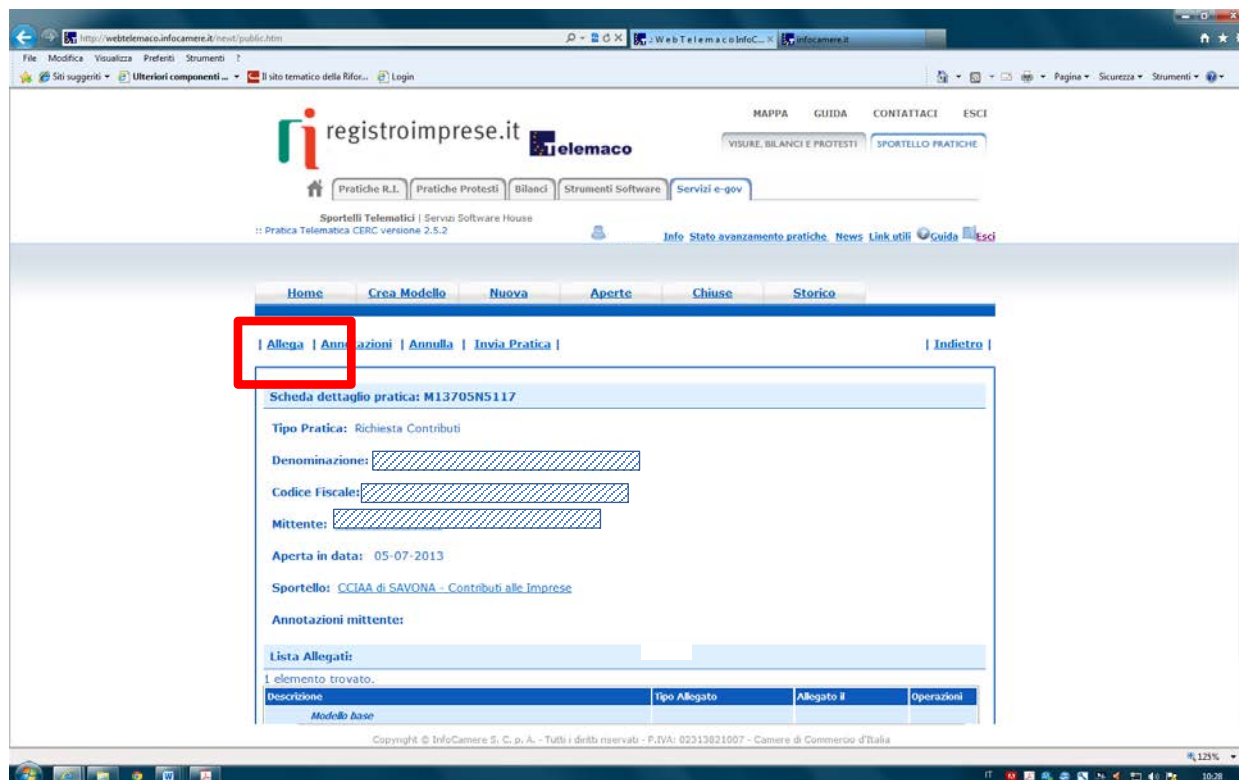 http://webtelemaco.infocamere.it/newt/public.htm
WebTelemaco InfoC...
infocamere.it
File Modifica Visualizza Preferiti Strumenti ?
Siti suggeriti Ulteriori componenti ... Il sito tematico della Rifor... Login
Pagina Sicurezza Strumenti
registroimprese.it
Telemaco
MAPPA GUIDA CONTATTACI ESCI
VISURE, BILANCI E PROTESTI SPORTELLO PRATICHE
Pratiche R.I. Pratiche Protesti Bilanci Strumenti Software Servizi e-gov
Sportelli Telematici | Servizi Software House
:: Pratica Telematica CERC versione 2.5.2
Info Stato avanzamento pratiche News Link utili Guida Esci
Home Crea Modello Nuova Aperte Chiuse Storico
| Allega | Annotazioni | Annulla | Invia Pratica | | Indietro |
Scheda dettaglio pratica: M13705N5117
Tipo Pratica: Richiesta Contributi
Denominazione:
Codice Fiscale:
Mittente:
Aperta in data: 05-07-2013
Sportello: CCIAA di SAVONA - Contributi alle Imprese
Annotazioni mittente:
Lista Allegati:
1 elemento trovato.
Descrizione Tipo Allegato Allegato il Operazioni
Modello base
Copyright © InfoCamere S. C. p. A. - Tutti i diritti riservati - P.IVA: 02313821007 - Camere di Commercio d'Italia
125%
IT 10:28